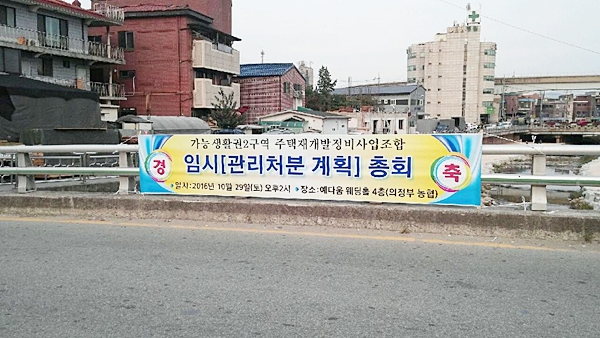 가능생활권2구역 주택재개발정비사업조합
경 임시[관리처분 계획] 총회 축
일시:2016년 10월 29일(토) 오후2시 장소:예다움 웨딩홀 4층(의정부 농협)